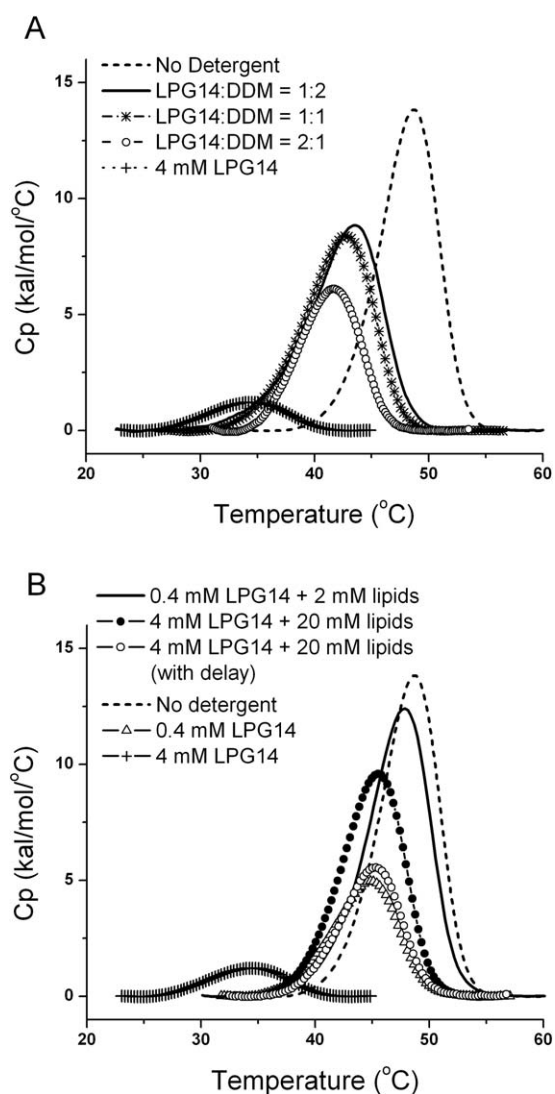 A
No Detergent
LPG14:DDM = 1:2
LPG14:DDM = 1:1
LPG14:DDM = 2:1
4 mM LPG14
15
10
5
0
Cp (kal/mol/°C)
20 30 40 50 60
Temperature (°C)
B
0.4 mM LPG14 + 2 mM lipids
4 mM LPG14 + 20 mM lipids
4 mM LPG14 + 20 mM lipids
(with delay)
No detergent
0.4 mM LPG14
4 mM LPG14
15
10
5
0
Cp (kal/mol/°C)
20 30 40 50 60
Temperature (°C)